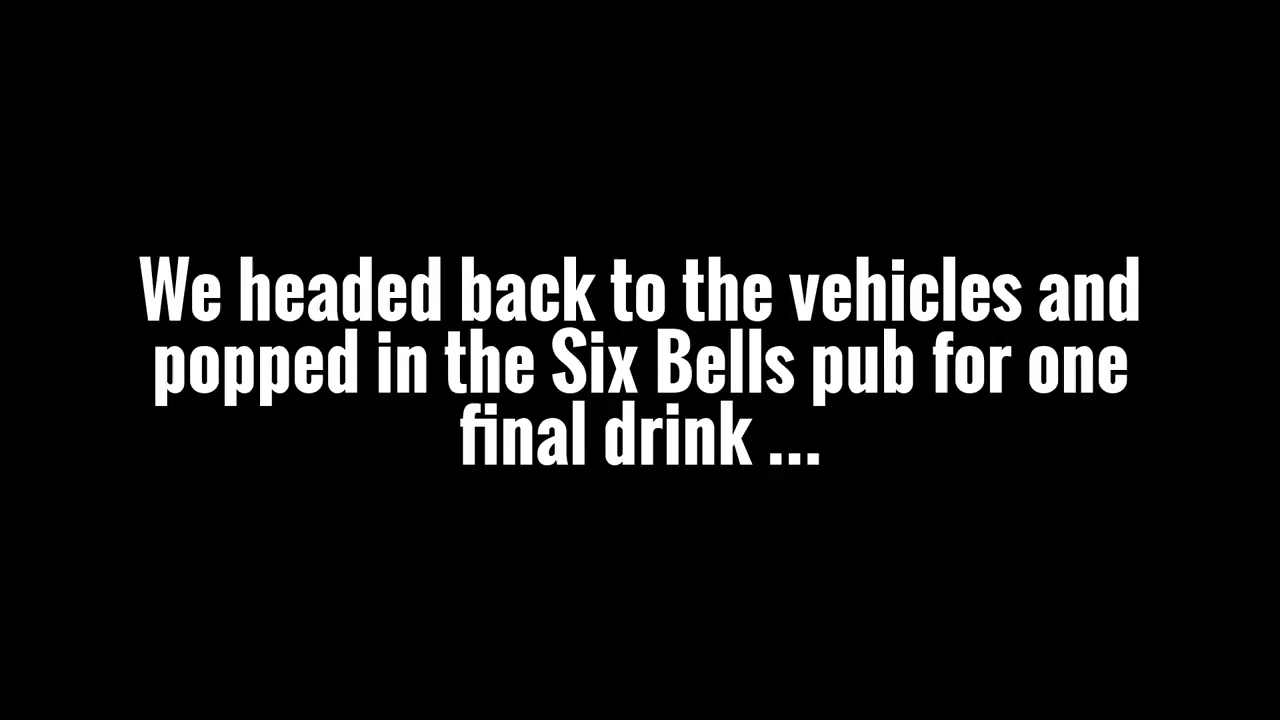 We headed back to the vehicles and
popped in the Six Bells pub for one
final drink ...